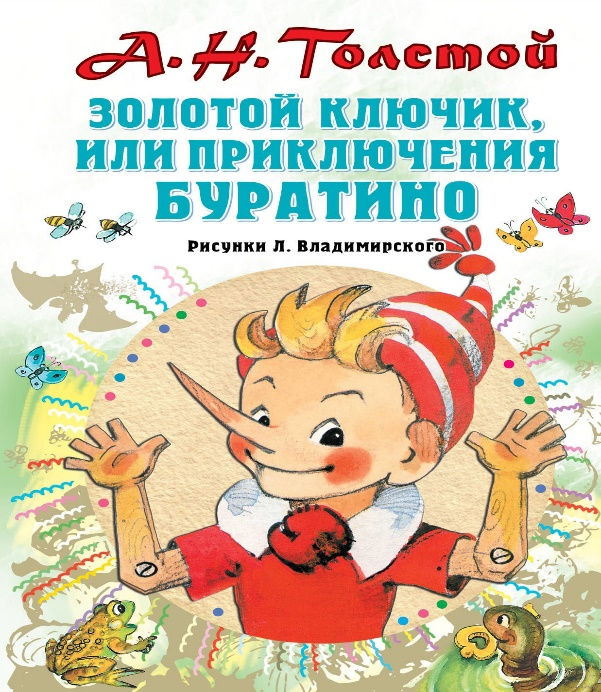 А. Н. Толстой
ЗОЛОТОЙ КЛЮЧИК,
ИЛИ ПРИКЛЮЧЕНИЯ
БУРАТИНО
Рисунки Л. Владимирского